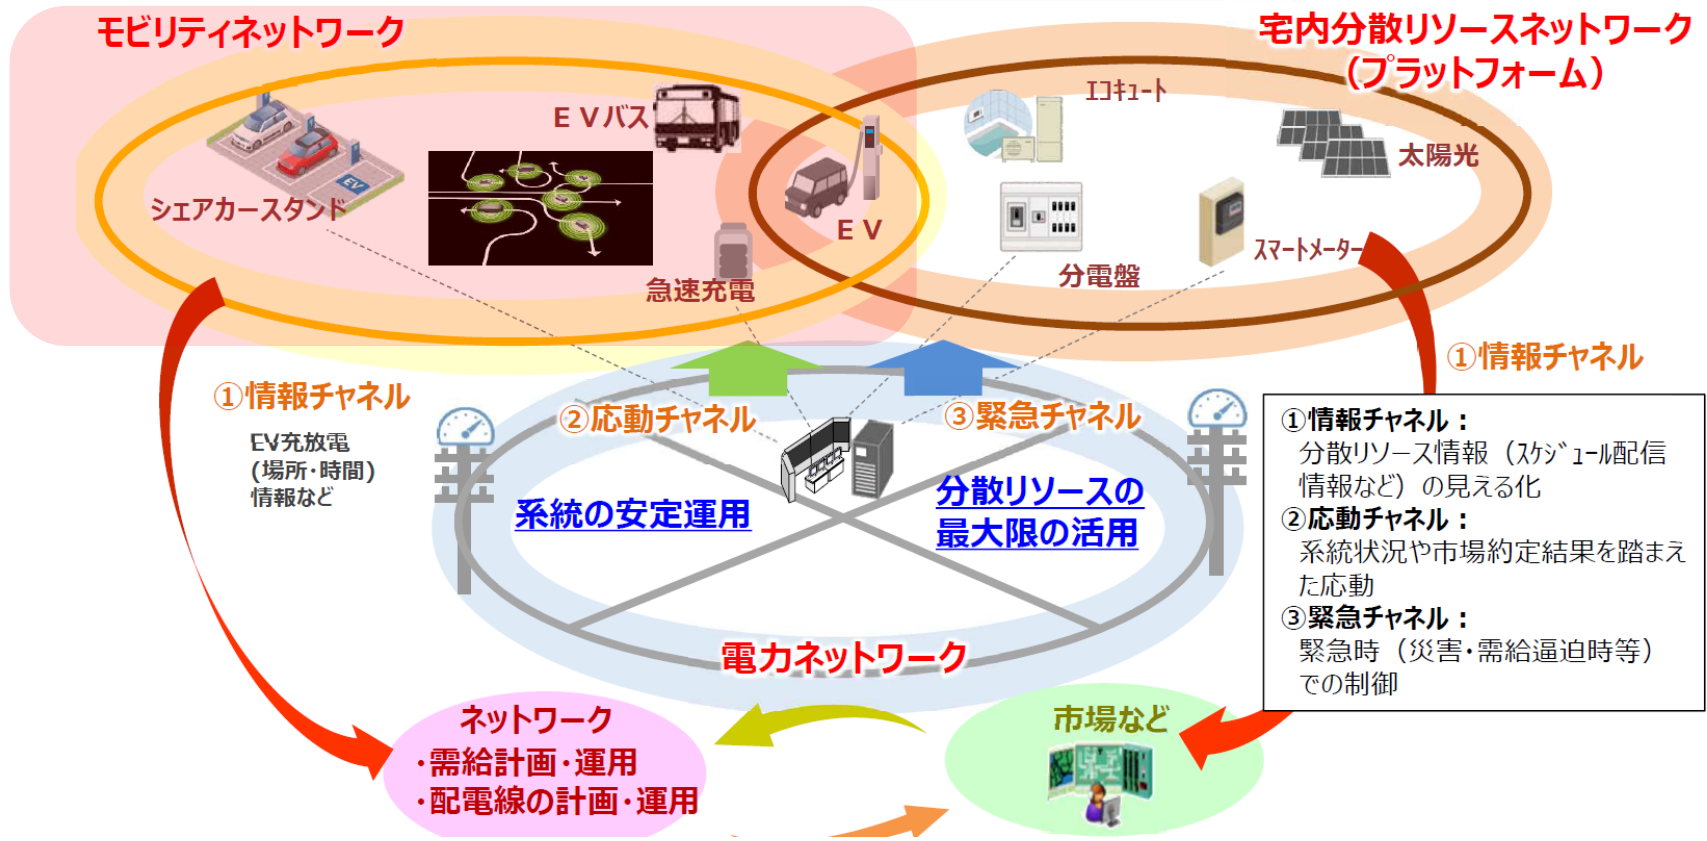 モビリティネットワーク
宅内分散リソースネットワーク
（プラットフォーム）
EVバス
エコキュート
太陽光
シェアカースタンド
EV
EV
急速充電
分電盤
スマートメーター
①情報チャネル
EV充放電
(場所・時間)
情報など
②応動チャネル
③緊急チャネル
①情報チャネル
系統の安定運用
分散リソースの
最大限の活用
①情報チャネル：
分散リソース情報（スケジュール配信
情報など）の見える化
②応動チャネル：
系統状況や市場約定結果を踏まえ
た応動
③緊急チャネル：
緊急時（災害・需給逼迫時等）
での制御
電力ネットワーク
ネットワーク
・需給計画・運用
・配電線の計画・運用
市場など